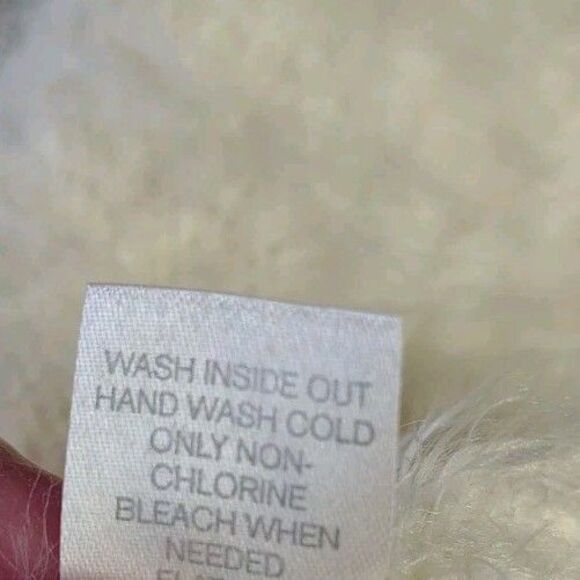 WASH INSIDE OUT
HAND WASH COLD
ONLY NON-
CHLORINE
BLEACH WHEN
NEEDED